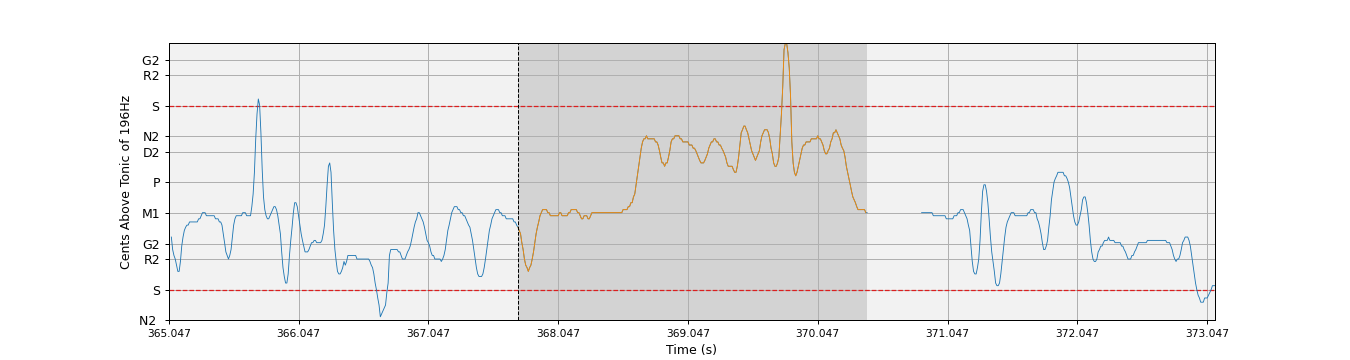 Cents Above Tonic of 196Hz
G2
R2
S
N2
D2
P
M1
G2
R2
S
N2
365.047 366.047 367.047 368.047 369.047 370.047 371.047 372.047 373.047
Time (s)